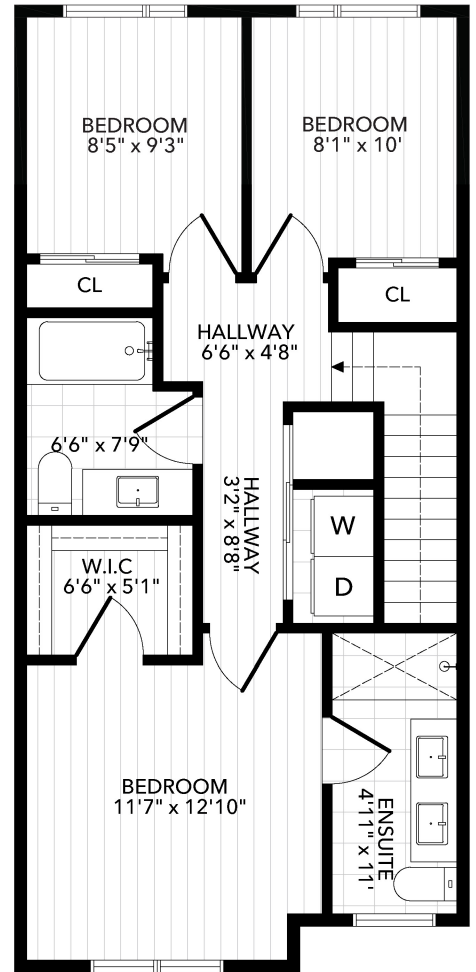 BEDROOM
8'5" x 9'3"
BEDROOM
8'1" x 10'
CL
CL
HALLWAY
6'6" x 4'8"
6'6" x 7'9"
HALLWAY
3'2" x 8'8"
W
D
W.I.C
6'6" x 5'1"
BEDROOM
11'7" x 12'10"
ENSUITE
4'11" x 11'